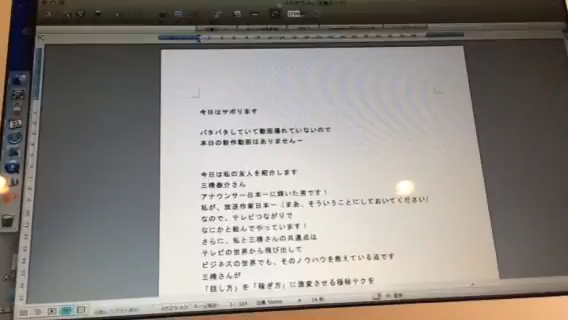 今日はサボります
バタバタしていて動画撮れていないので
本日の新作動画はありませんー
今日は私の友人を紹介します
三橋泰介さん
アナウンサー日本一に輝いた男です！
私が、放送作家日本一（まあ、そういうことにしておいてください）
なので、テレビつながりで
なにかと組んでやっています！
さらに、私と三橋さんの共通点は
テレビの世界から飛び出して
ビジネスの世界でも、そのノウハウを教えている点です
三橋さんが
「話し方」を「稼ぎ方」に激変させる極秘テクを